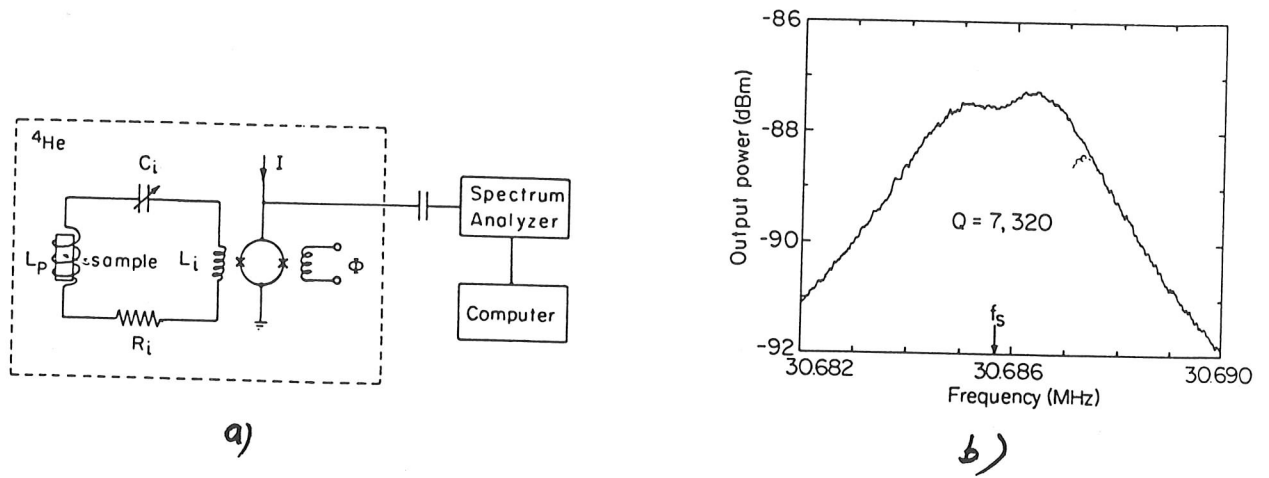 ⁴He
Cᵢ
I
Lₚ
sample
Lᵢ
Φ
Rᵢ
Spectrum
Analyzer
Computer
a)
-86
-88
-90
-92
Output power (dBm)
Q = 7,320
fₛ
30.682
30.686
30.690
Frequency (MHz)
b)